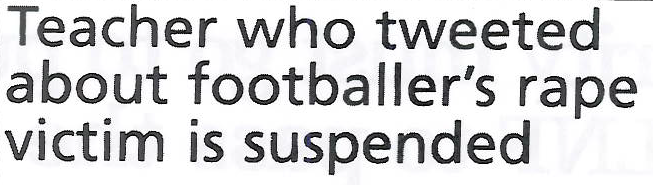 Teacher who tweeted
about footballer's rape
victim is suspended